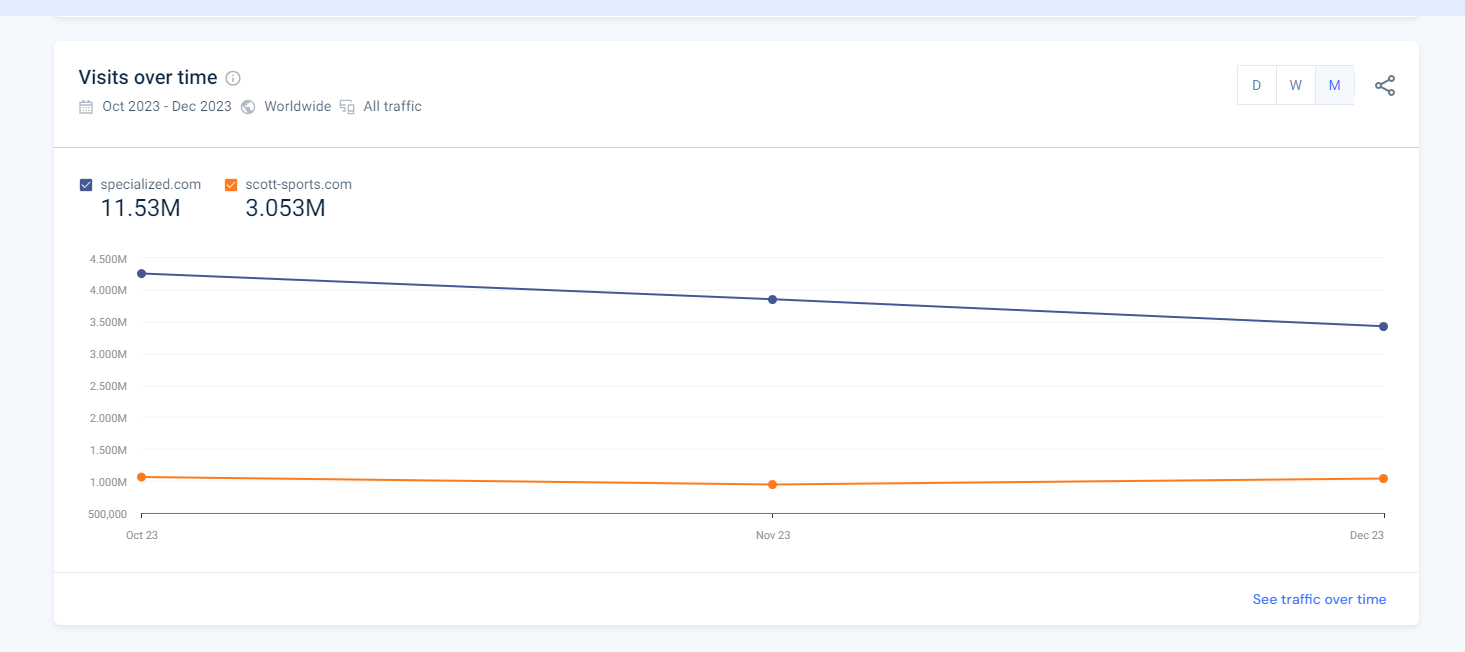 Visits over time
D W M
Oct 2023 - Dec 2023 Worldwide All traffic
specialized.com scott-sports.com
11.53M 3.053M
4.500M
4.000M
3.500M
3.000M
2.500M
2.000M
1.500M
1.000M
500,000
Oct 23 Nov 23 Dec 23
See traffic over time